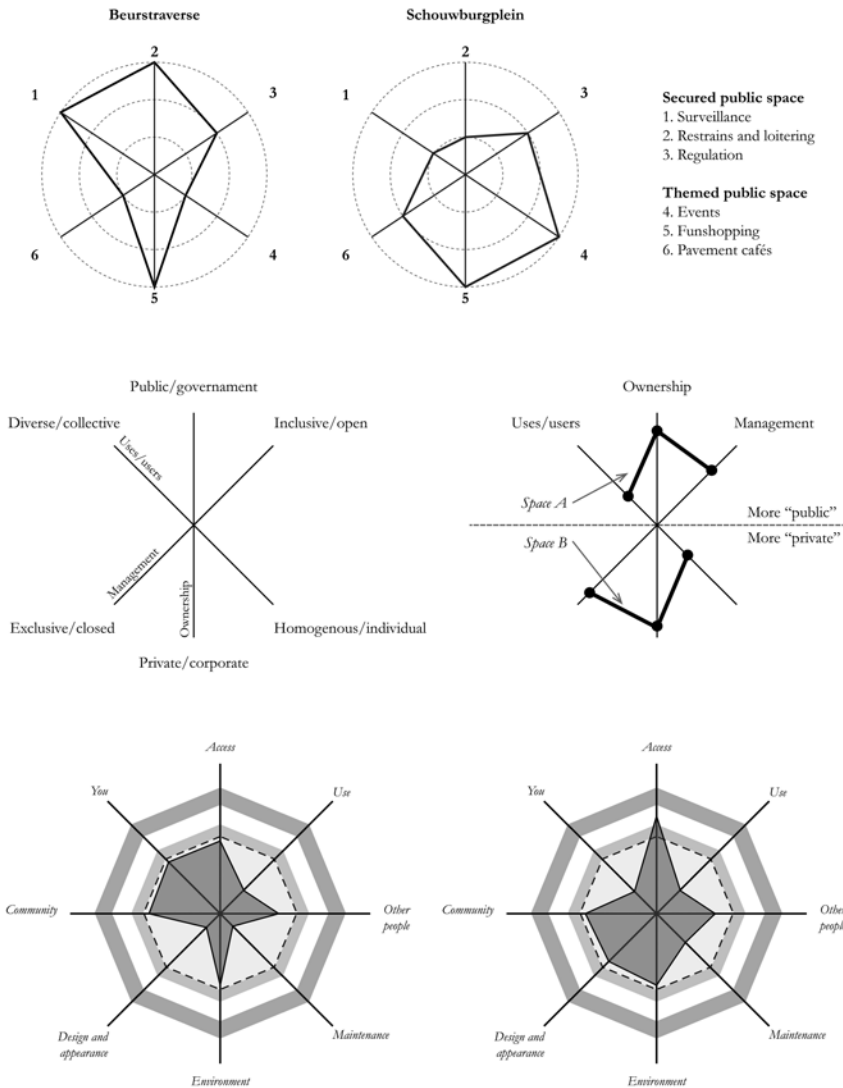 Beurstraverse
Schouwburgplein
2
1
3
6
4
5
2
1
3
6
4
5
Secured public space
1. Surveillance
2. Restrains and loitering
3. Regulation
Themed public space
4. Events
5. Funshopping
6. Pavement cafés
Public/governament
Diverse/collective
Inclusive/open
Uses/users
Management
Ownership
Exclusive/closed
Homogenous/individual
Private/corporate
Ownership
Uses/users
Management
Space A
More “public”
More “private”
Space B
Access
You
Use
Community
Other
people
Design and
appearance
Maintenance
Environment
Access
You
Use
Community
Other
people
Design and
appearance
Maintenance
Environment